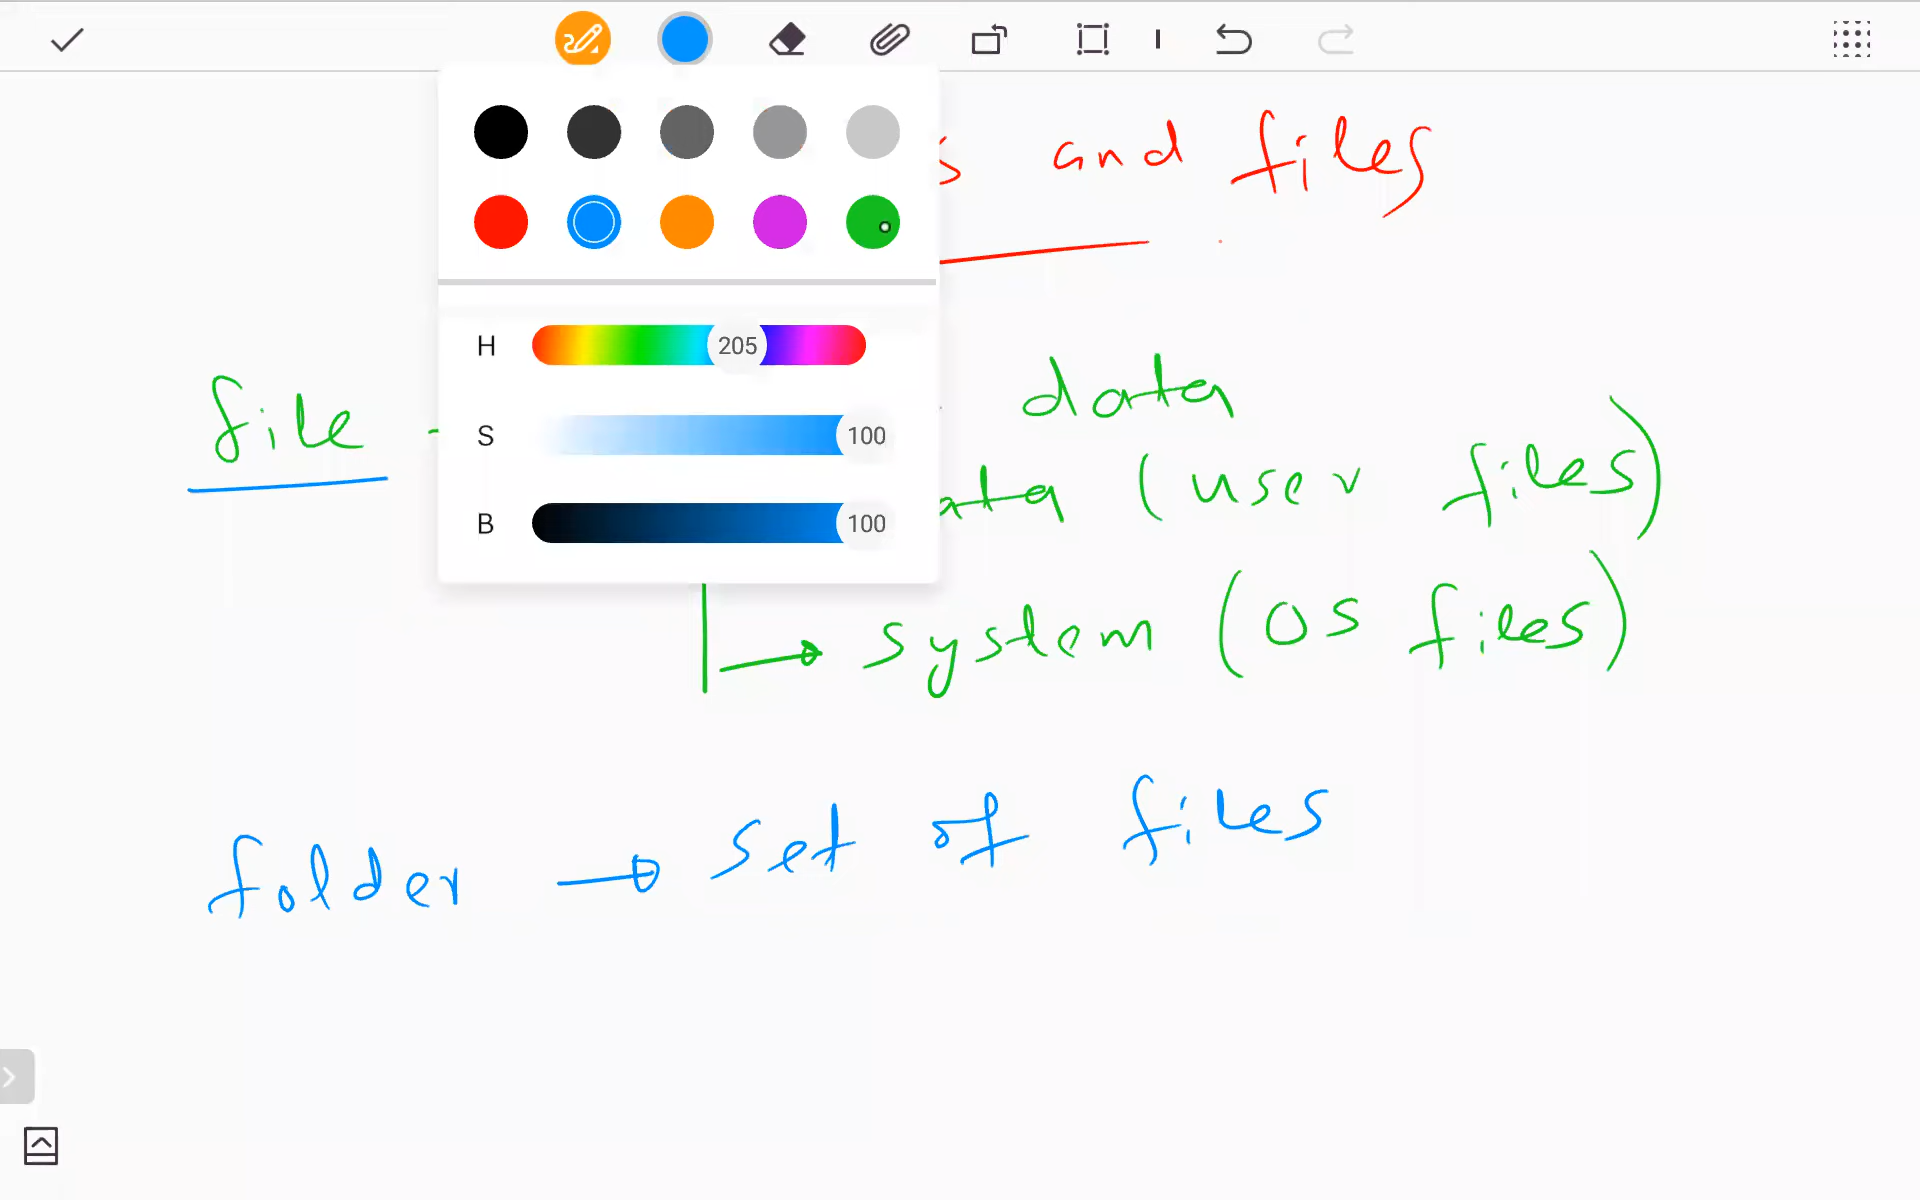 s and files
H 205
file - data
S 100
ata (user files)
B 100
system (os files)
folder → set of files